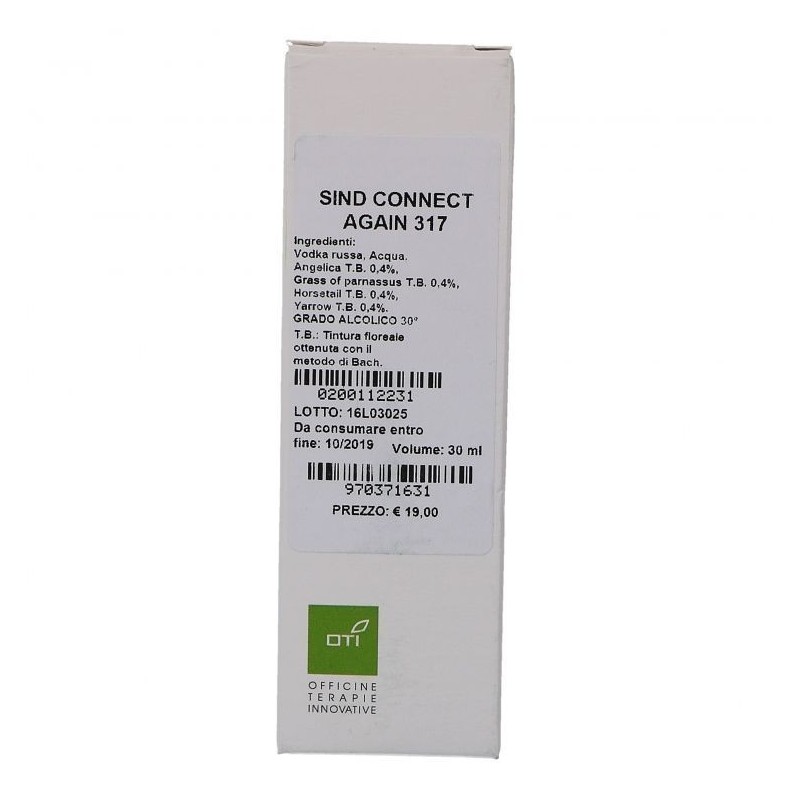 SIND CONNECT
AGAIN 317
Ingredienti:
Vodka russa, Acqua.
Angelica T.B. 0,4%,
Grass of parnassus T.B. 0,4%,
Horsetail T.B. 0,4%,
Yarrow T.B. 0,4%.
GRADO ALCOLICO 30°
T.B.: Tintura floreale
ottenuta con il
metodo di Bach.
0200112231
LOTTO: 16L03025
Da consumare entro
fine: 10/2019 Volume: 30 ml
970371631
PREZZO: € 19,00
OTI
OFFICINE
TERAPIE
INNOVATIVE